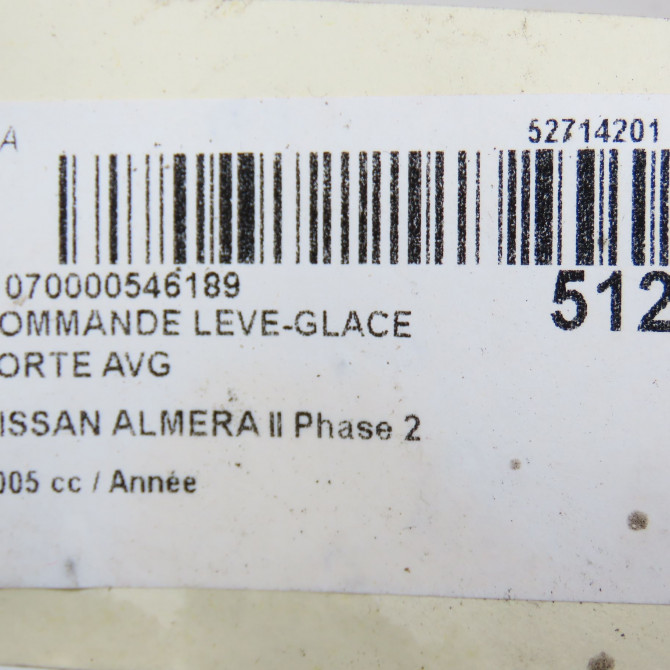 A 52714201
070000546189 512
OMMANDE LEVE-GLACE
ORTE AVG
ISSAN ALMERA II Phase 2
005 cc / Année